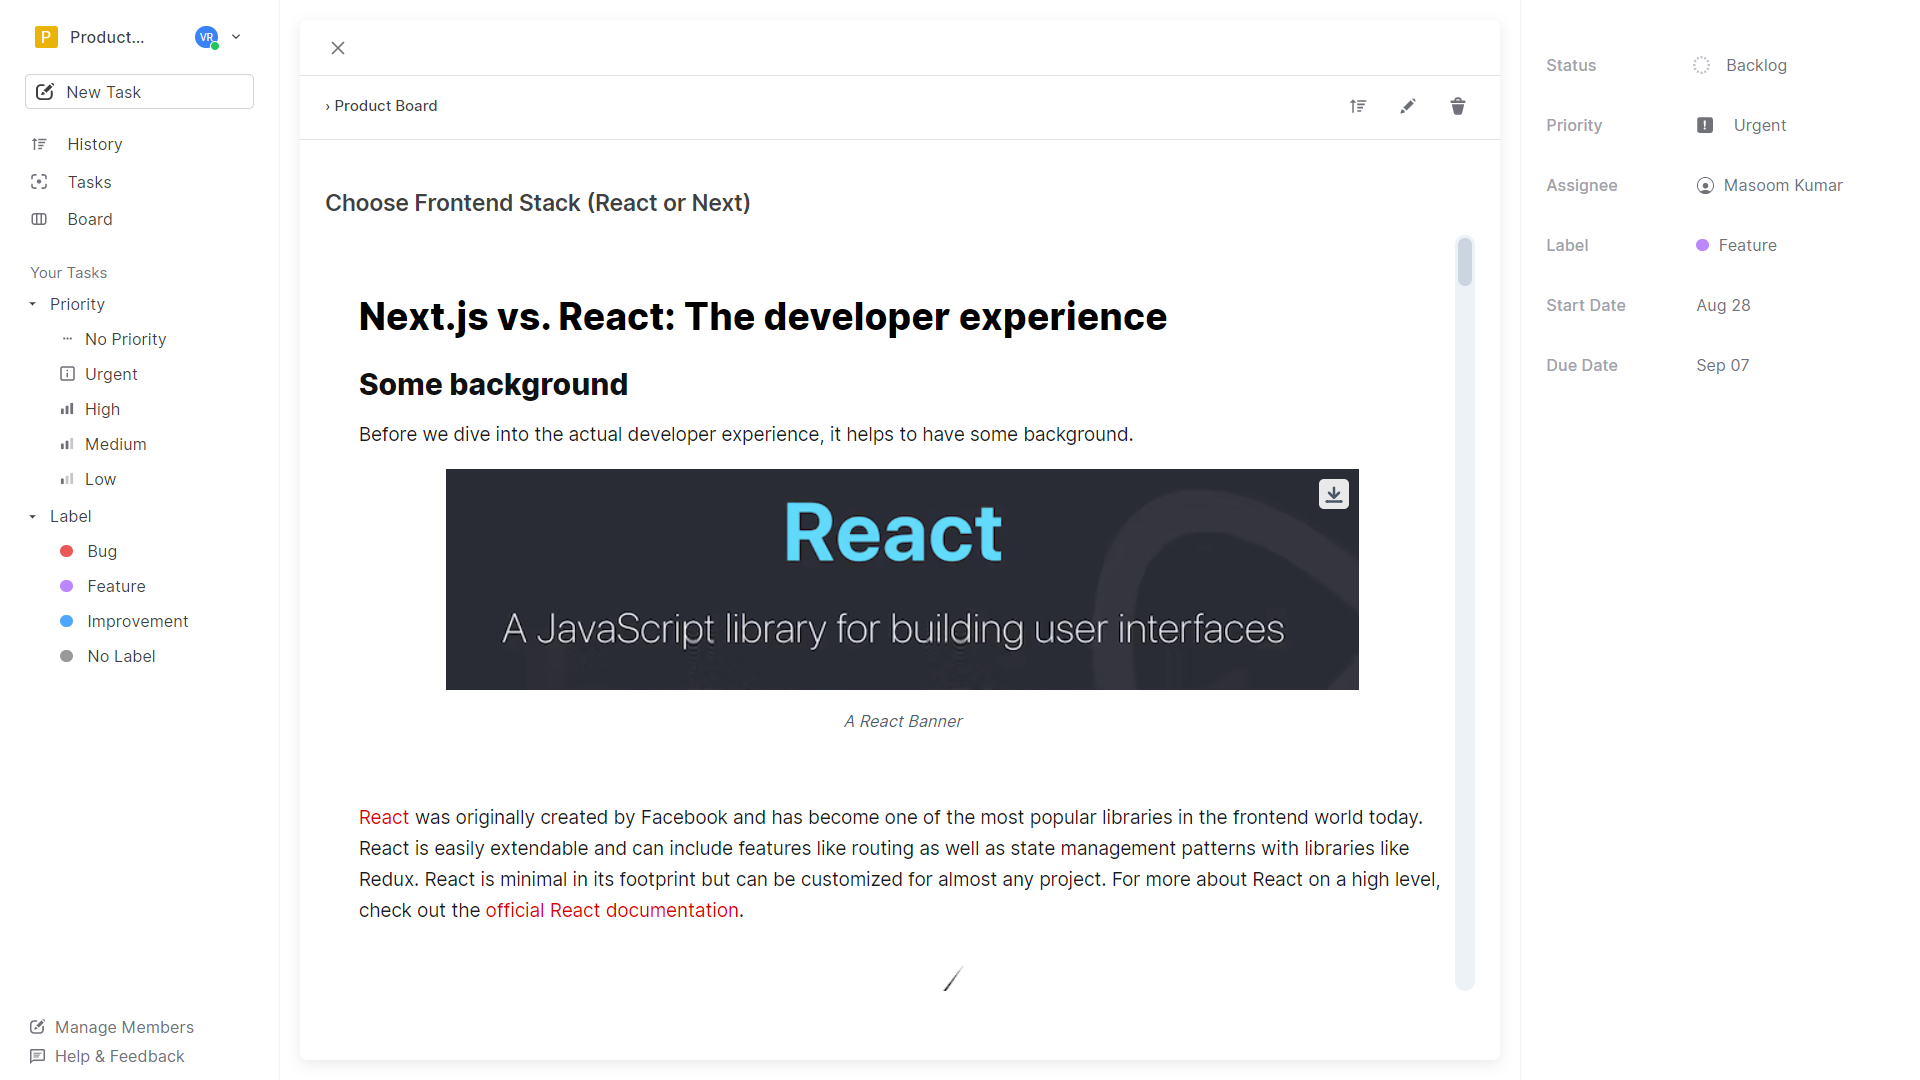 P Product...
VR
New Task
History
Tasks
Board
Your Tasks
Priority
No Priority
Urgent
High
Medium
Low
Label
Bug
Feature
Improvement
No Label
Manage Members
Help & Feedback
› Product Board
Choose Frontend Stack (React or Next)
Next.js vs. React: The developer experience
Some background
Before we dive into the actual developer experience, it helps to have some background.
React
A JavaScript library for building user interfaces
A React Banner
React was originally created by Facebook and has become one of the most popular libraries in the frontend world today.
React is easily extendable and can include features like routing as well as state management patterns with libraries like
Redux. React is minimal in its footprint but can be customized for almost any project. For more about React on a high level,
check out the official React documentation.
Status Backlog
Priority Urgent
Assignee Masoom Kumar
Label Feature
Start Date Aug 28
Due Date Sep 07